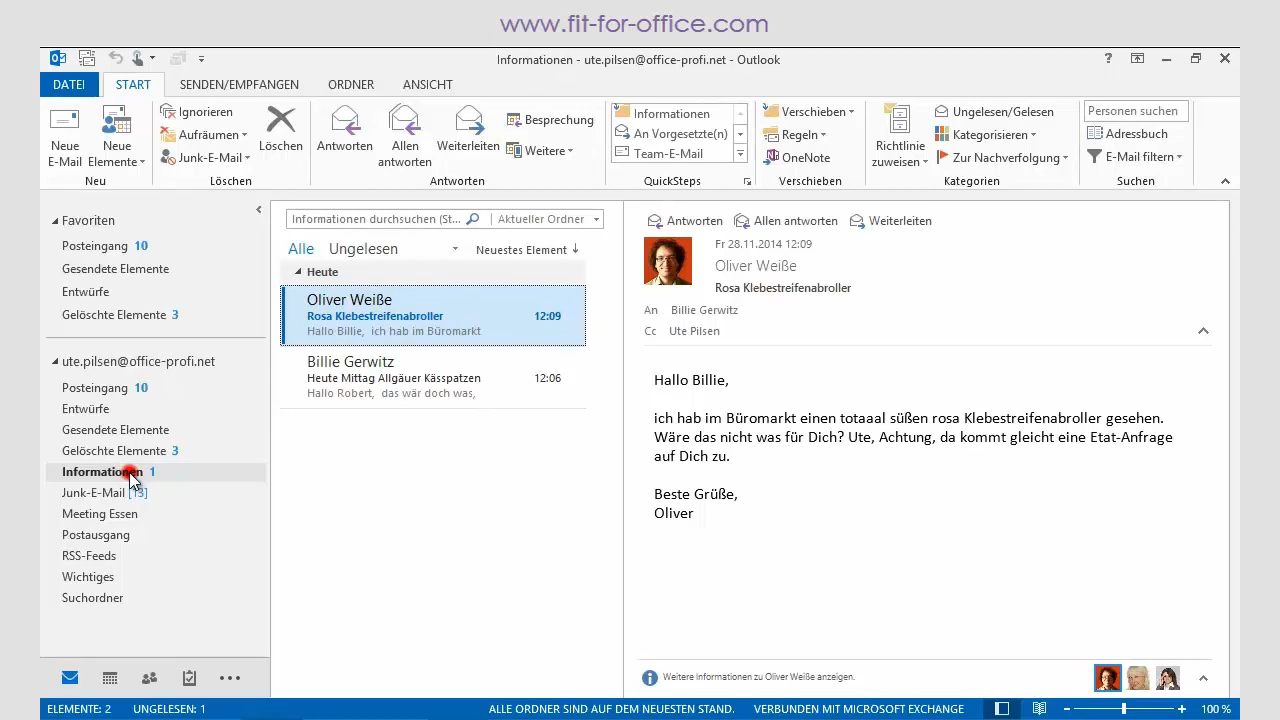 www.fit-for-office.com
Informationen - ute.pilsen@office-profi.net - Outlook
DATEI START SENDEN/EMPFANGEN ORDNER ANSICHT
Neue E-Mail
Neue Elemente
Ignorieren
Aufräumen
Junk-E-Mail
Löschen
Antworten
Allen antworten
Weiterleiten
Besprechung
Weitere
Informationen
An Vorgesetzte(n)
Team-E-Mail
Verschieben
Regeln
OneNote
Richtlinie zuweisen
Ungelesen/Gelesen
Kategorisieren
Zur Nachverfolgung
Personen suchen
Adressbuch
E-Mail filtern
Neu Löschen Antworten QuickSteps Verschieben Kategorien Suchen
Favoriten
Posteingang 10
Gesendete Elemente
Entwürfe
Gelöschte Elemente 3
ute.pilsen@office-profi.net
Posteingang 10
Entwürfe
Gesendete Elemente
Gelöschte Elemente 3
Informationen 1
Junk-E-Mail [13]
Meeting Essen
Postausgang
RSS-Feeds
Wichtiges
Suchordner
Informationen durchsuchen (St... Aktueller Ordner
Alle Ungelesen Neuestes Element
Heute
Oliver Weiße
Rosa Klebestreifenabroller 12:09
Hallo Billie, ich hab im Büromarkt
Billie Gerwitz
Heute Mittag Allgäuer Kässpatzen 12:06
Hallo Robert, das wär doch was,
Antworten Allen antworten Weiterleiten
Fr 28.11.2014 12:09
Oliver Weiße
Rosa Klebestreifenabroller
An Billie Gerwitz
Cc Ute Pilsen
Hallo Billie,
ich hab im Büromarkt einen totaaal süßen rosa Klebestreifenabroller gesehen.
Wäre das nicht was für Dich? Ute, Achtung, da kommt gleicht eine Etat-Anfrage
auf Dich zu.
Beste Grüße,
Oliver
Weitere Informationen zu Oliver Weiße anzeigen.
ELEMENTE: 2 UNGELESEN: 1 ALLE ORDNER SIND AUF DEM NEUESTEN STAND. VERBUNDEN MIT MICROSOFT EXCHANGE 100 %